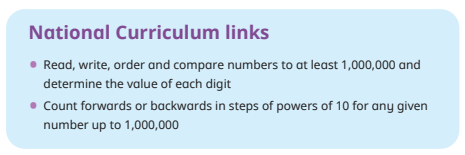 National Curriculum links
● Read, write, order and compare numbers to at least 1,000,000 and
determine the value of each digit
● Count forwards or backwards in steps of powers of 10 for any given
number up to 1,000,000